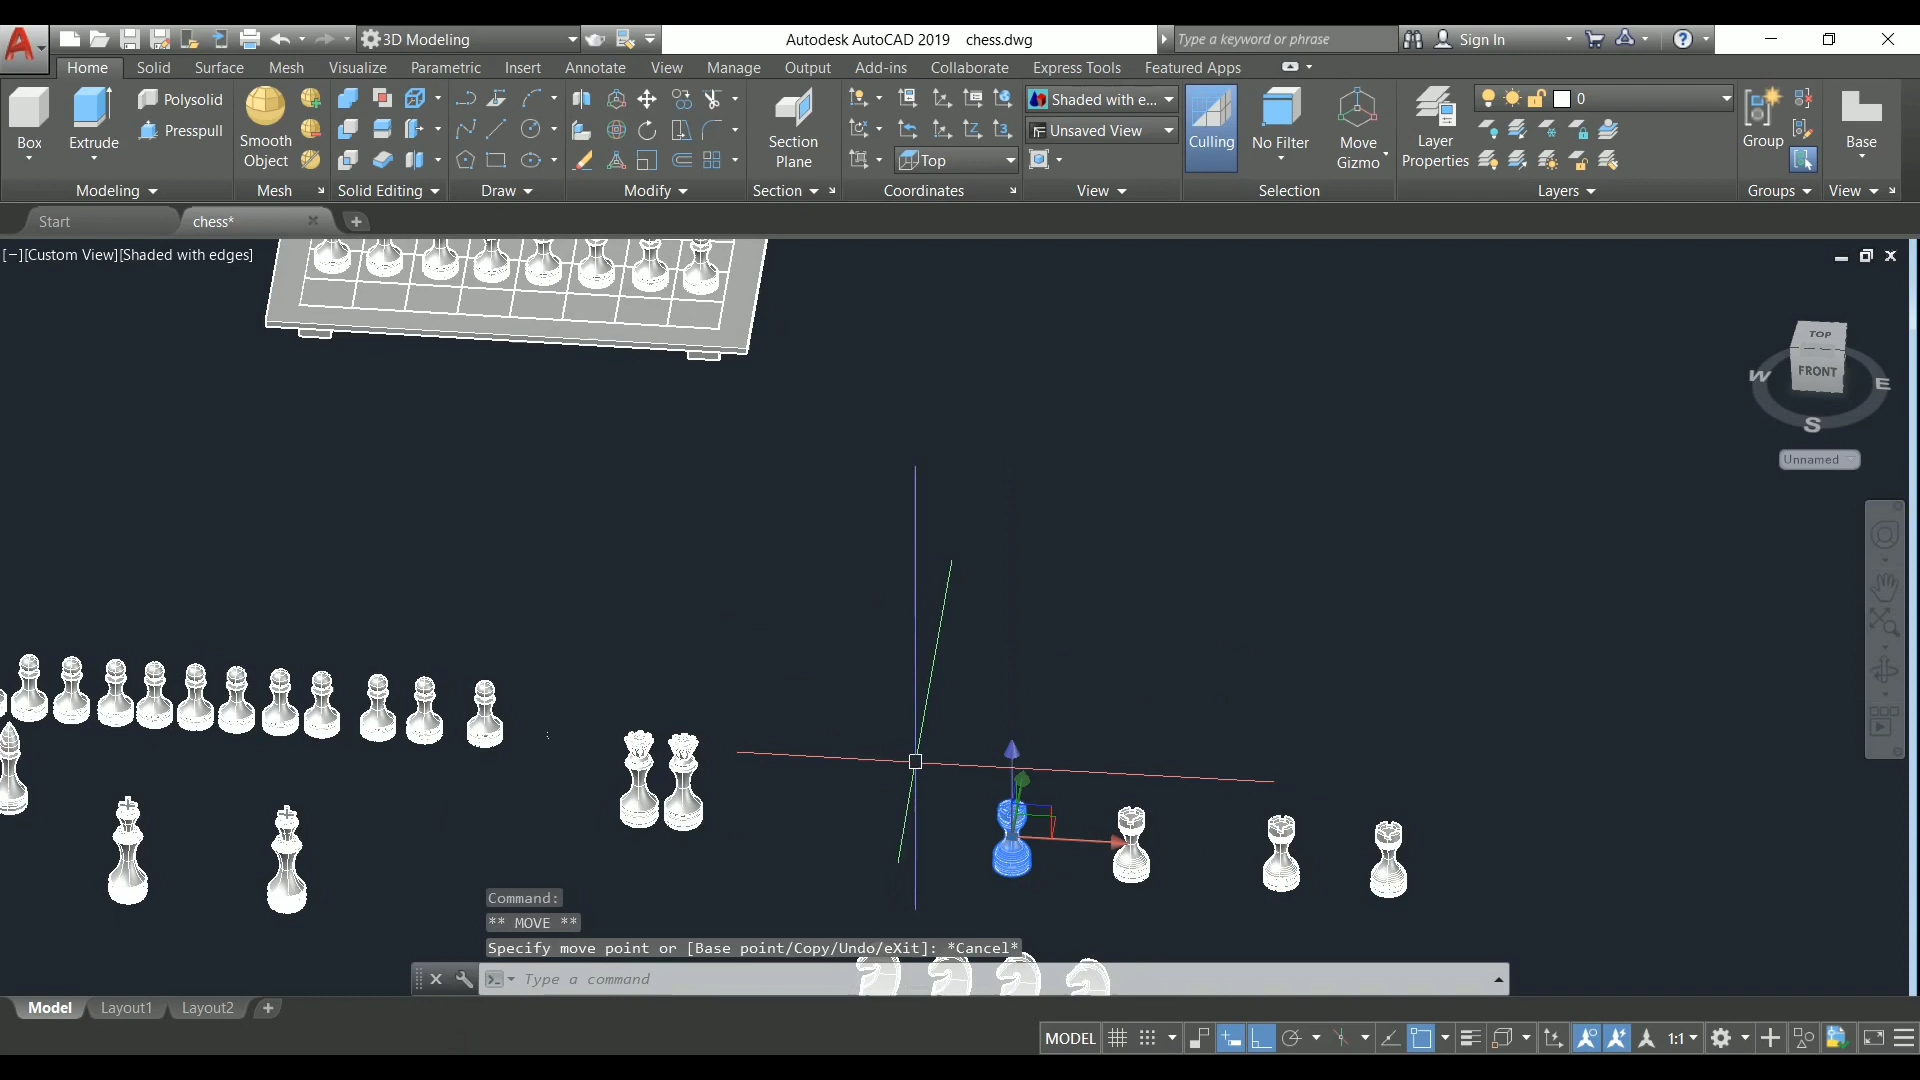 3D Modeling
Autodesk AutoCAD 2019 chess.dwg
Type a keyword or phrase
Sign In
Home Solid Surface Mesh Visualize Parametric Insert Annotate View Manage Output Add-ins Collaborate Express Tools Featured Apps
Box
Extrude
Polysolid
Presspull
Smooth
Object
Section
Plane
Top
Shaded with e...
Unsaved View
Culling
No Filter
Move
Gizmo
Layer
Properties
0
Group
Base
Modeling Mesh Solid Editing Draw Modify Section Coordinates View Selection Layers Groups View
Start
chess*
[−][Custom View][Shaded with edges]
TOP
FRONT
W
E
S
Unnamed
Command:
** MOVE **
Specify move point or [Base point/Copy/Undo/eXit]: *Cancel*
Type a command
Model Layout1 Layout2
MODEL
1:1